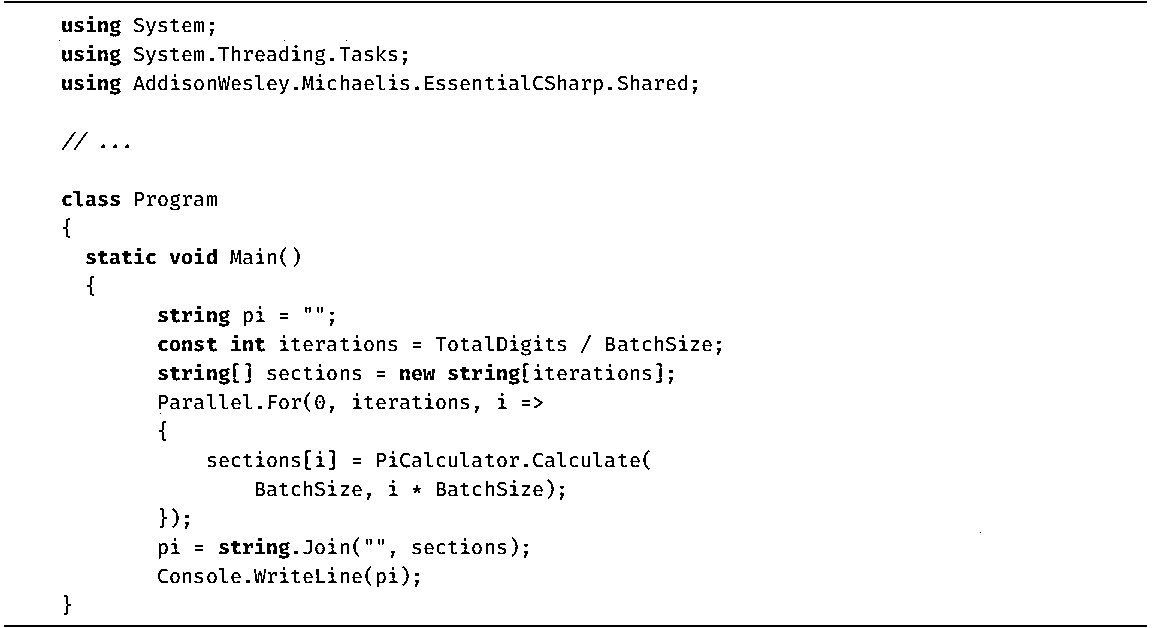 using System;
using System.Threading.Tasks;
using AddisonWesley.Michaelis.EssentialCSharp.Shared;

// ...

class Program
{
  static void Main()
  {
        string pi = "";
        const int iterations = TotalDigits / BatchSize;
        string[] sections = new string[iterations];
        Parallel.For(0, iterations, i =>
        {
            sections[i] = PiCalculator.Calculate(
                BatchSize, i * BatchSize);
        });
        pi = string.Join("", sections);
        Console.WriteLine(pi);
}